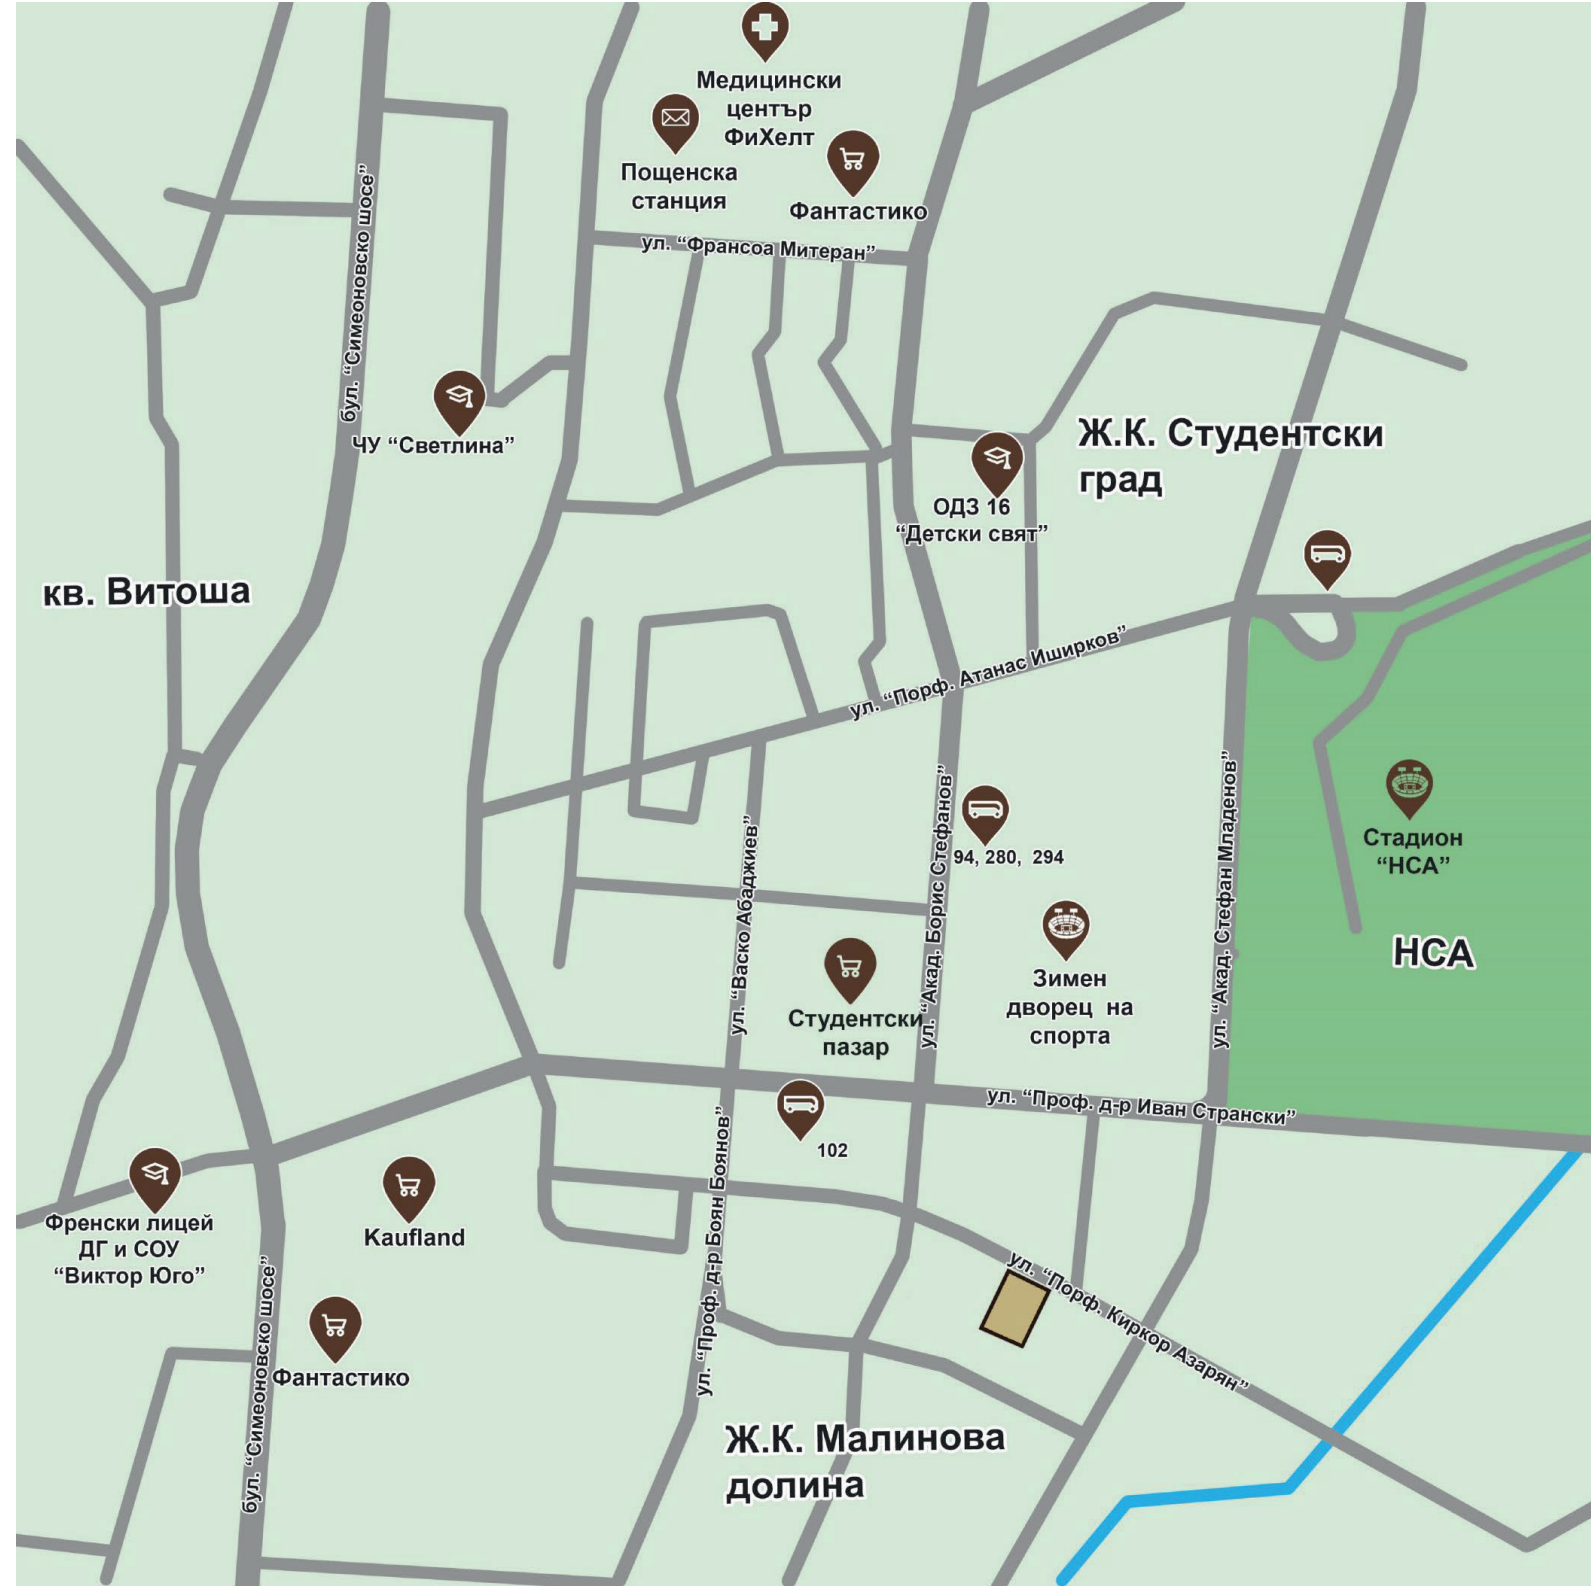 Медицински
център
ФиХелт
Пощенска
станция
Фантастико
ул. “Франсоа Митеран”
бул. “Симеоновско шосе”
ЧУ “Светлина”
Ж.К. Студентски
град
ОДЗ 16
“Детски свят”
кв. Витоша
ул. “Порф. Атанас Иширков”
94, 280, 294
Стадион
“НСА”
НСА
ул. “Васко Абаджиев”
ул. “Акад. Борис Стефанов”
ул. “Акад. Стефан Младенов”
Зимен
дворец на
спорта
Студентски
пазар
ул. “Проф. д-р Иван Странски”
102
Френски лицей
ДГ и СОУ
“Виктор Юго”
Kaufland
ул. “Проф. д-р Боян Боянов”
ул. “Порф. Киркор Азарян”
бул. “Симеоновско шосе”
Фантастико
Ж.К. Малинова
долина